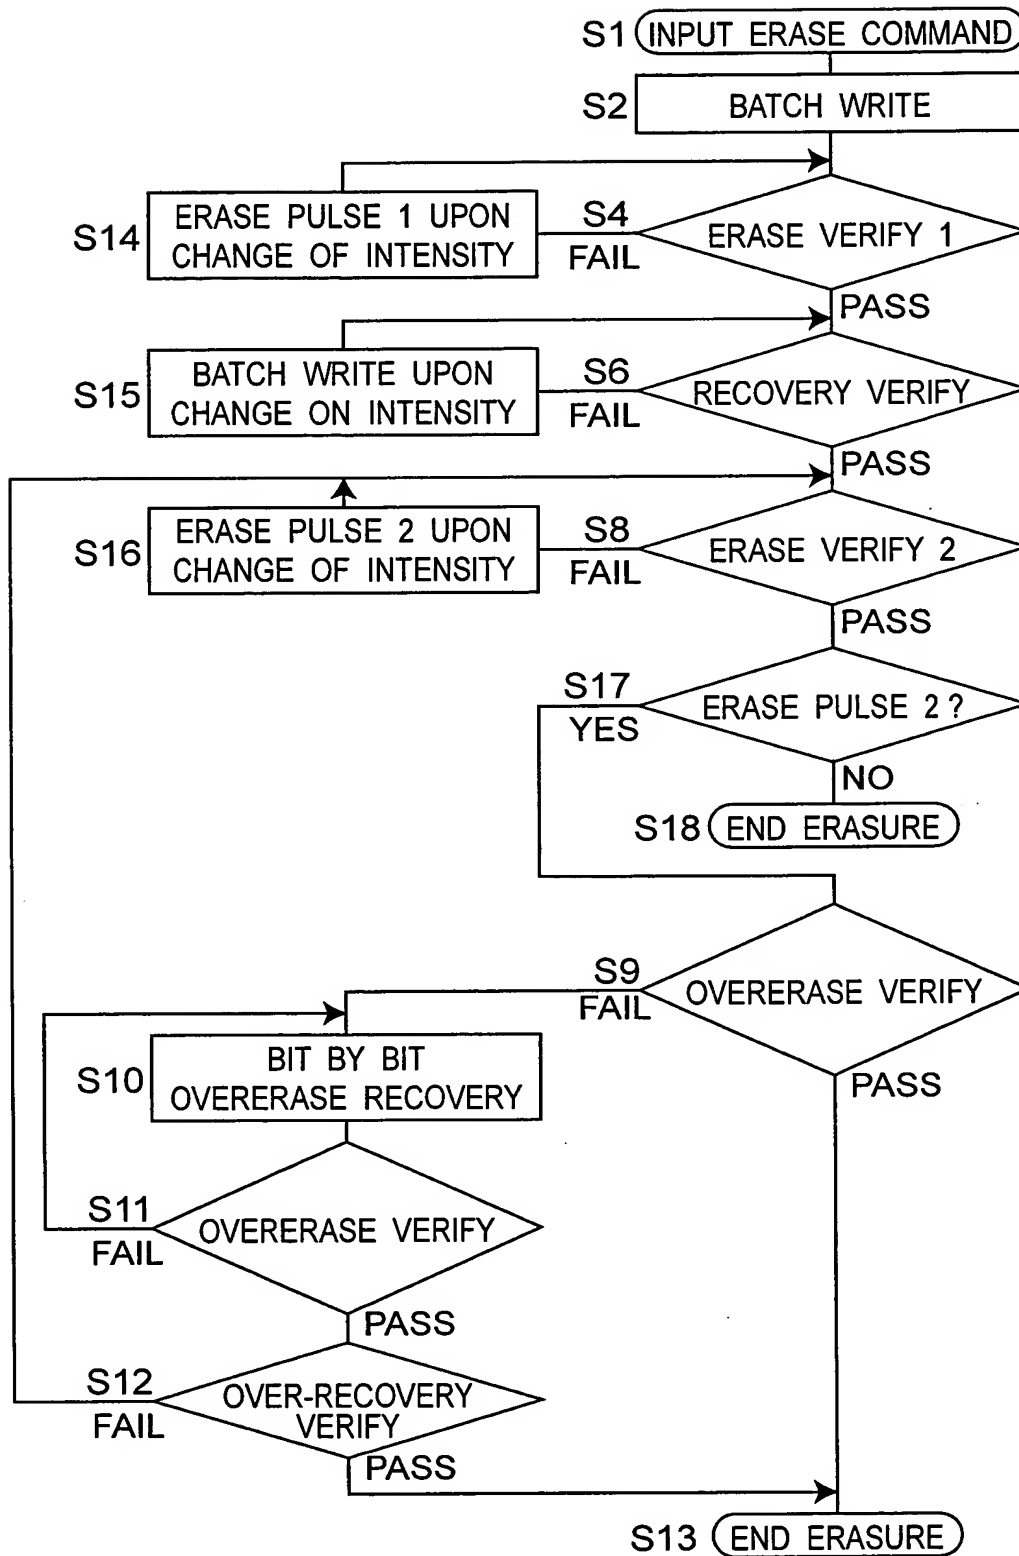 S1 INPUT ERASE COMMAND
S2 BATCH WRITE
S14 ERASE PULSE 1 UPON
CHANGE OF INTENSITY
S4
FAIL
ERASE VERIFY 1
PASS
S15 BATCH WRITE UPON
CHANGE ON INTENSITY
S6
FAIL
RECOVERY VERIFY
PASS
S16 ERASE PULSE 2 UPON
CHANGE OF INTENSITY
S8
FAIL
ERASE VERIFY 2
PASS
S17
YES
ERASE PULSE 2 ?
NO
S18 END ERASURE
S9
FAIL
OVERERASE VERIFY
PASS
S10 BIT BY BIT
OVERERASE RECOVERY
S11
FAIL
OVERERASE VERIFY
PASS
S12
FAIL
OVER-RECOVERY
VERIFY
PASS
S13 END ERASURE